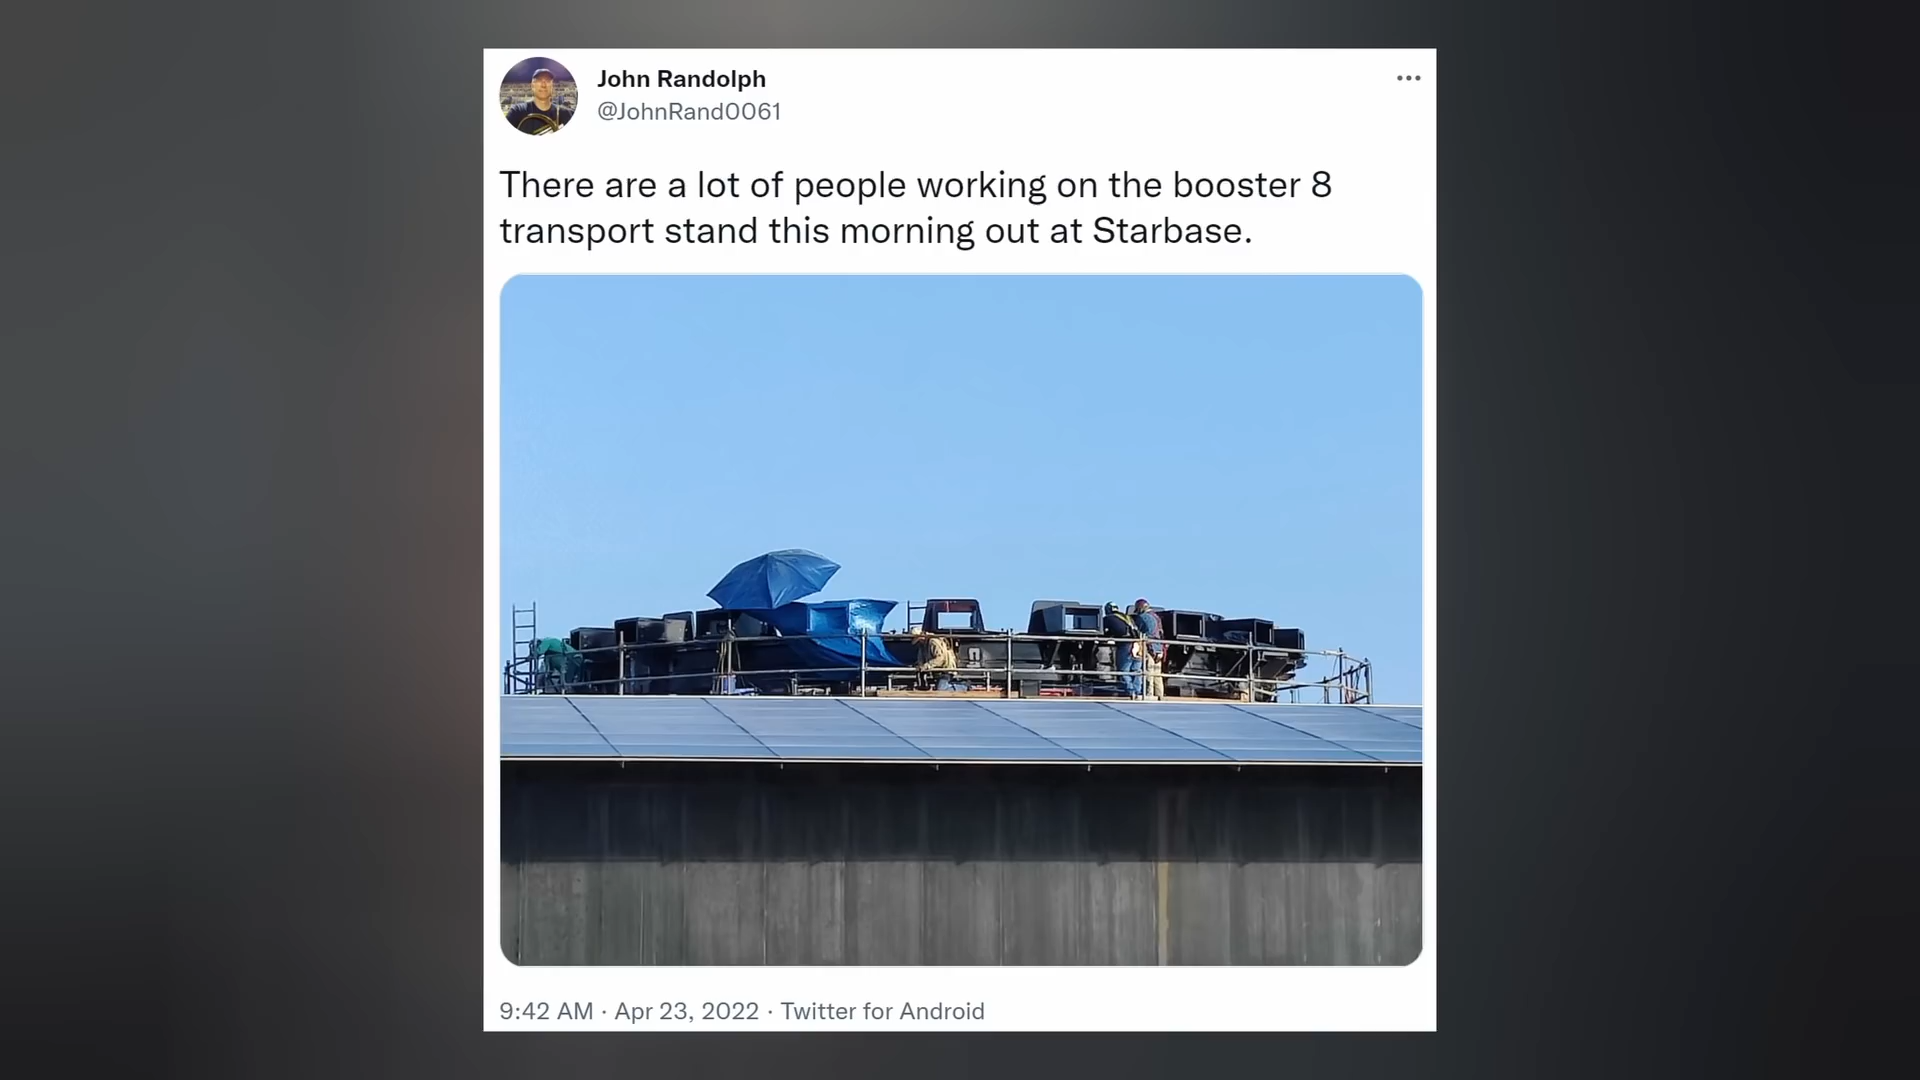 John Randolph
@JohnRand0061
There are a lot of people working on the booster 8
transport stand this morning out at Starbase.
9:42 AM · Apr 23, 2022 · Twitter for Android